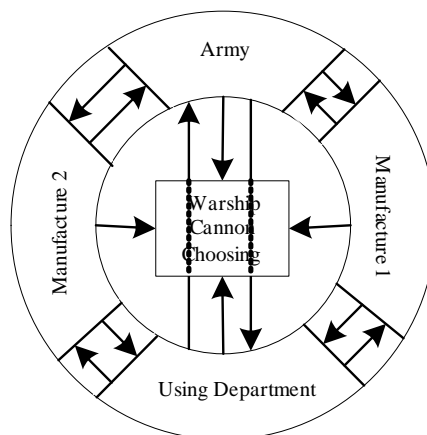 Army
Manufacture 2
Warship
Cannon
Choosing
Manufacture 1
Using Department